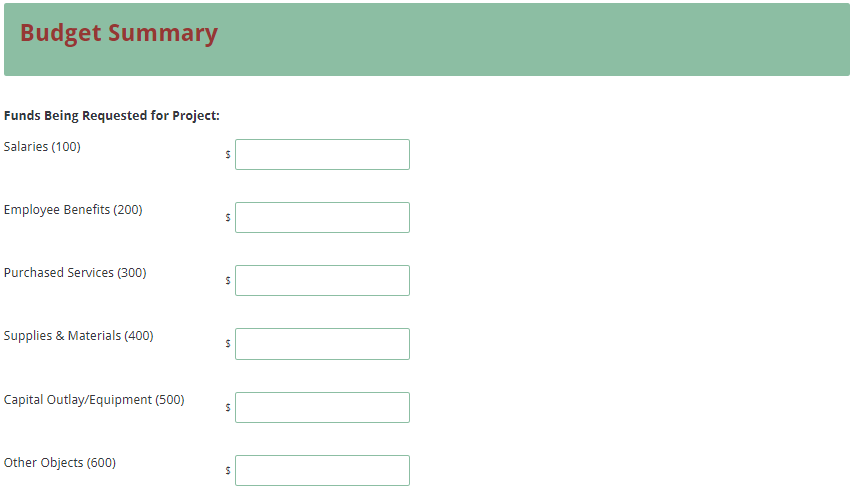 Budget Summary
Funds Being Requested for Project:
Salaries (100)
$
Employee Benefits (200)
$
Purchased Services (300)
$
Supplies & Materials (400)
$
Capital Outlay/Equipment (500)
$
Other Objects (600)
$